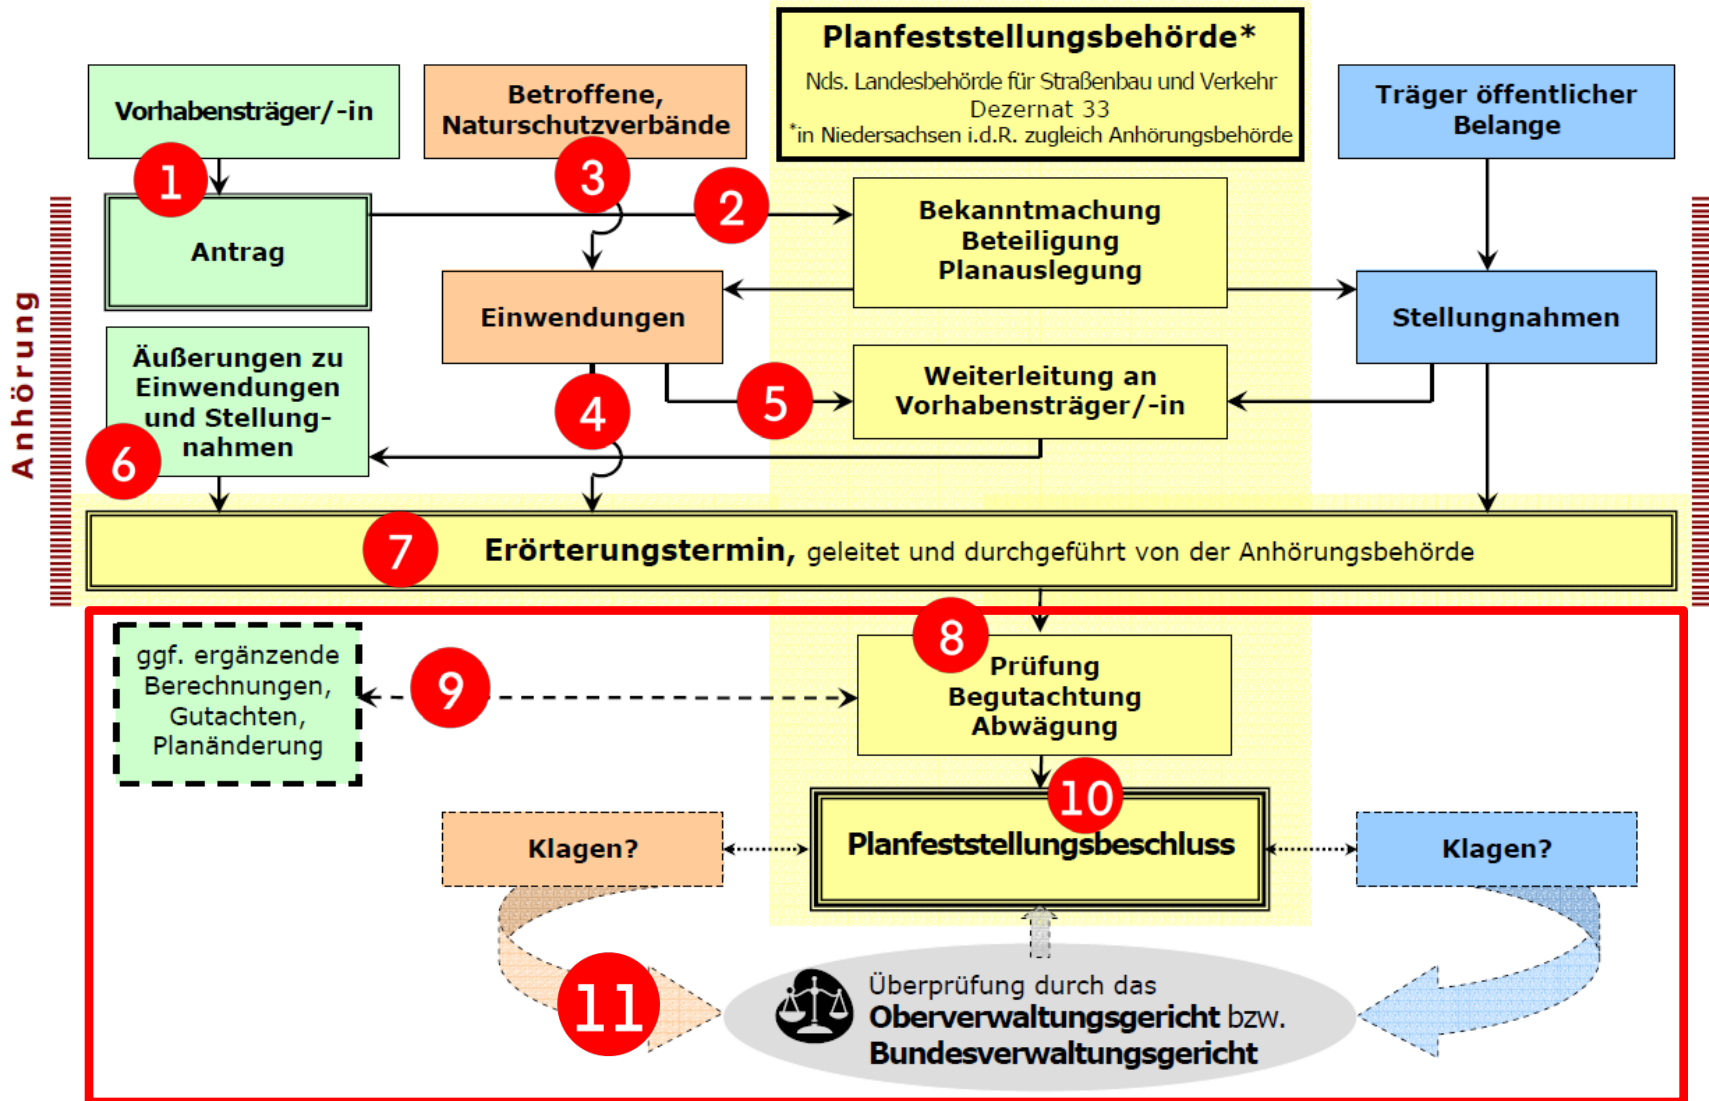 Planfeststellungsbehörde*
Nds. Landesbehörde für Straßenbau und Verkehr
Dezernat 33
*in Niedersachsen i.d.R. zugleich Anhörungsbehörde
Vorhabensträger/-in
Betroffene,
Naturschutzverbände
Träger öffentlicher
Belange
1
3
2
Antrag
Bekanntmachung
Beteiligung
Planauslegung
Einwendungen
Stellungnahmen
Anhörung
Äußerungen zu
Einwendungen
und Stellung-
nahmen
6
4
5
Weiterleitung an
Vorhabensträger/-in
7
Erörterungstermin, geleitet und durchgeführt von der Anhörungsbehörde
8
Prüfung
Begutachtung
Abwägung
9
ggf. ergänzende
Berechnungen,
Gutachten,
Planänderung
10
Klagen?
Planfeststellungsbeschluss
Klagen?
11
Überprüfung durch das
Oberverwaltungsgericht bzw.
Bundesverwaltungsgericht